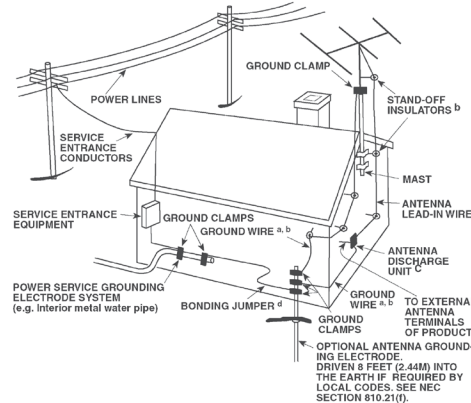 GROUND CLAMP
POWER LINES
STAND-OFF
INSULATORS b
SERVICE
ENTRANCE
CONDUCTORS
MAST
ANTENNA
LEAD-IN WIRE
SERVICE ENTRANCE
EQUIPMENT
GROUND CLAMPS
GROUND WIRE a, b
ANTENNA
DISCHARGE
UNIT C
POWER SERVICE GROUNDING
ELECTRODE SYSTEM
(e.g. interior metal water pipe)
BONDING JUMPER d
GROUND
WIRE a, b
GROUND
CLAMPS
TO EXTERNA
ANTENNA
TERMINALS
OF PRODUCT
OPTIONAL ANTENNA GROUND-
ING ELECTRODE.
DRIVEN 8 FEET (2.44M) INTO
THE EARTH IF REQUIRED BY
LOCAL CODES. SEE NEC
SECTION 810.21(f).